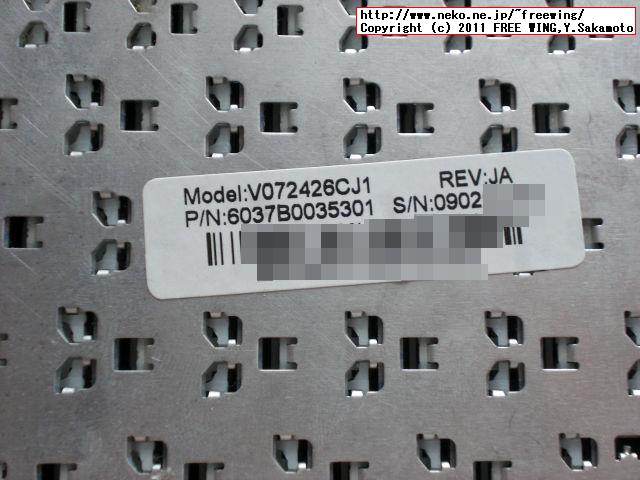 http://www.neko.ne.jp/~freewing/
Copyright (c) 2011 FREE WING,Y.Sakamoto
Model:V072426CJ1 REV:JA
P/N:6037B0035301 S/N:0902